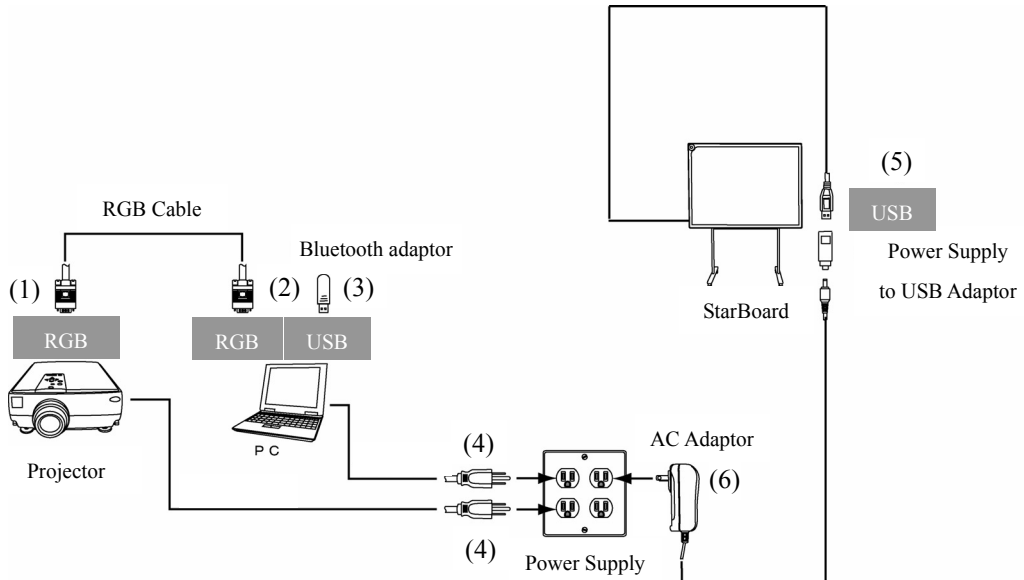 (5)
USB
RGB Cable
Bluetooth adaptor
Power Supply
to USB Adaptor
(1)
(2)
(3)
StarBoard
RGB
RGB
USB
ＰＣ
Projector
(4)
AC Adaptor
(6)
(4)
Power Supply